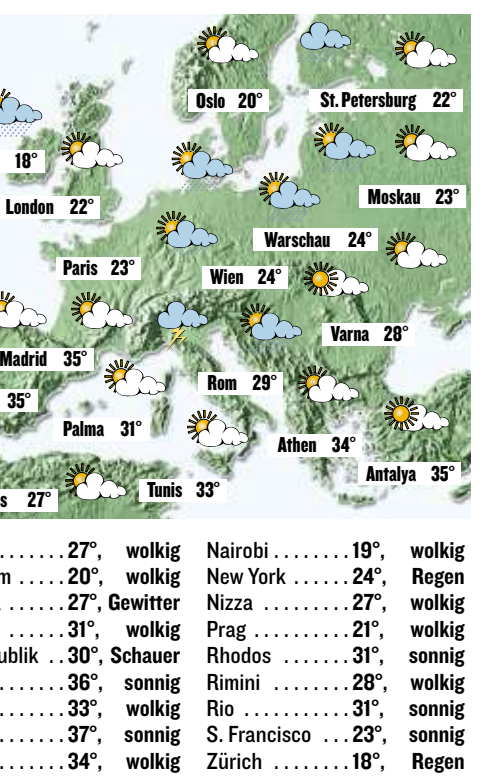 Oslo 20°
St. Petersburg 22°
18°
London 22°
Moskau 23°
Warschau 24°
Paris 23°
Wien 24°
Varna 28°
Madrid 35°
Rom 29°
35°
Palma 31°
Athen 34°
Antalya 35°
s 27°
Tunis 33°
.......27°, wolkig
m .....20°, wolkig
......27°, Gewitter
.......31°, wolkig
ublik ..30°, Schauer
.......36°, sonnig
.......33°, wolkig
.......37°, sonnig
.......34°, wolkig
Nairobi ........19°, wolkig
New York ......24°, Regen
Nizza .........27°, wolkig
Prag ..........21°, wolkig
Rhodos .......31°, sonnig
Rimini ........28°, wolkig
Rio ...........31°, sonnig
S. Francisco ...23°, sonnig
Zürich ........18°, Regen